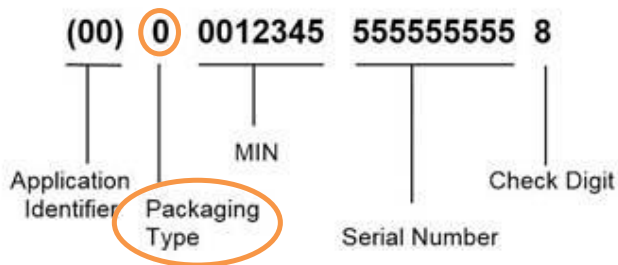 (00) 0 0012345 555555555 8
MIN
Application
Identifier
Packaging
Type
Serial Number
Check Digit